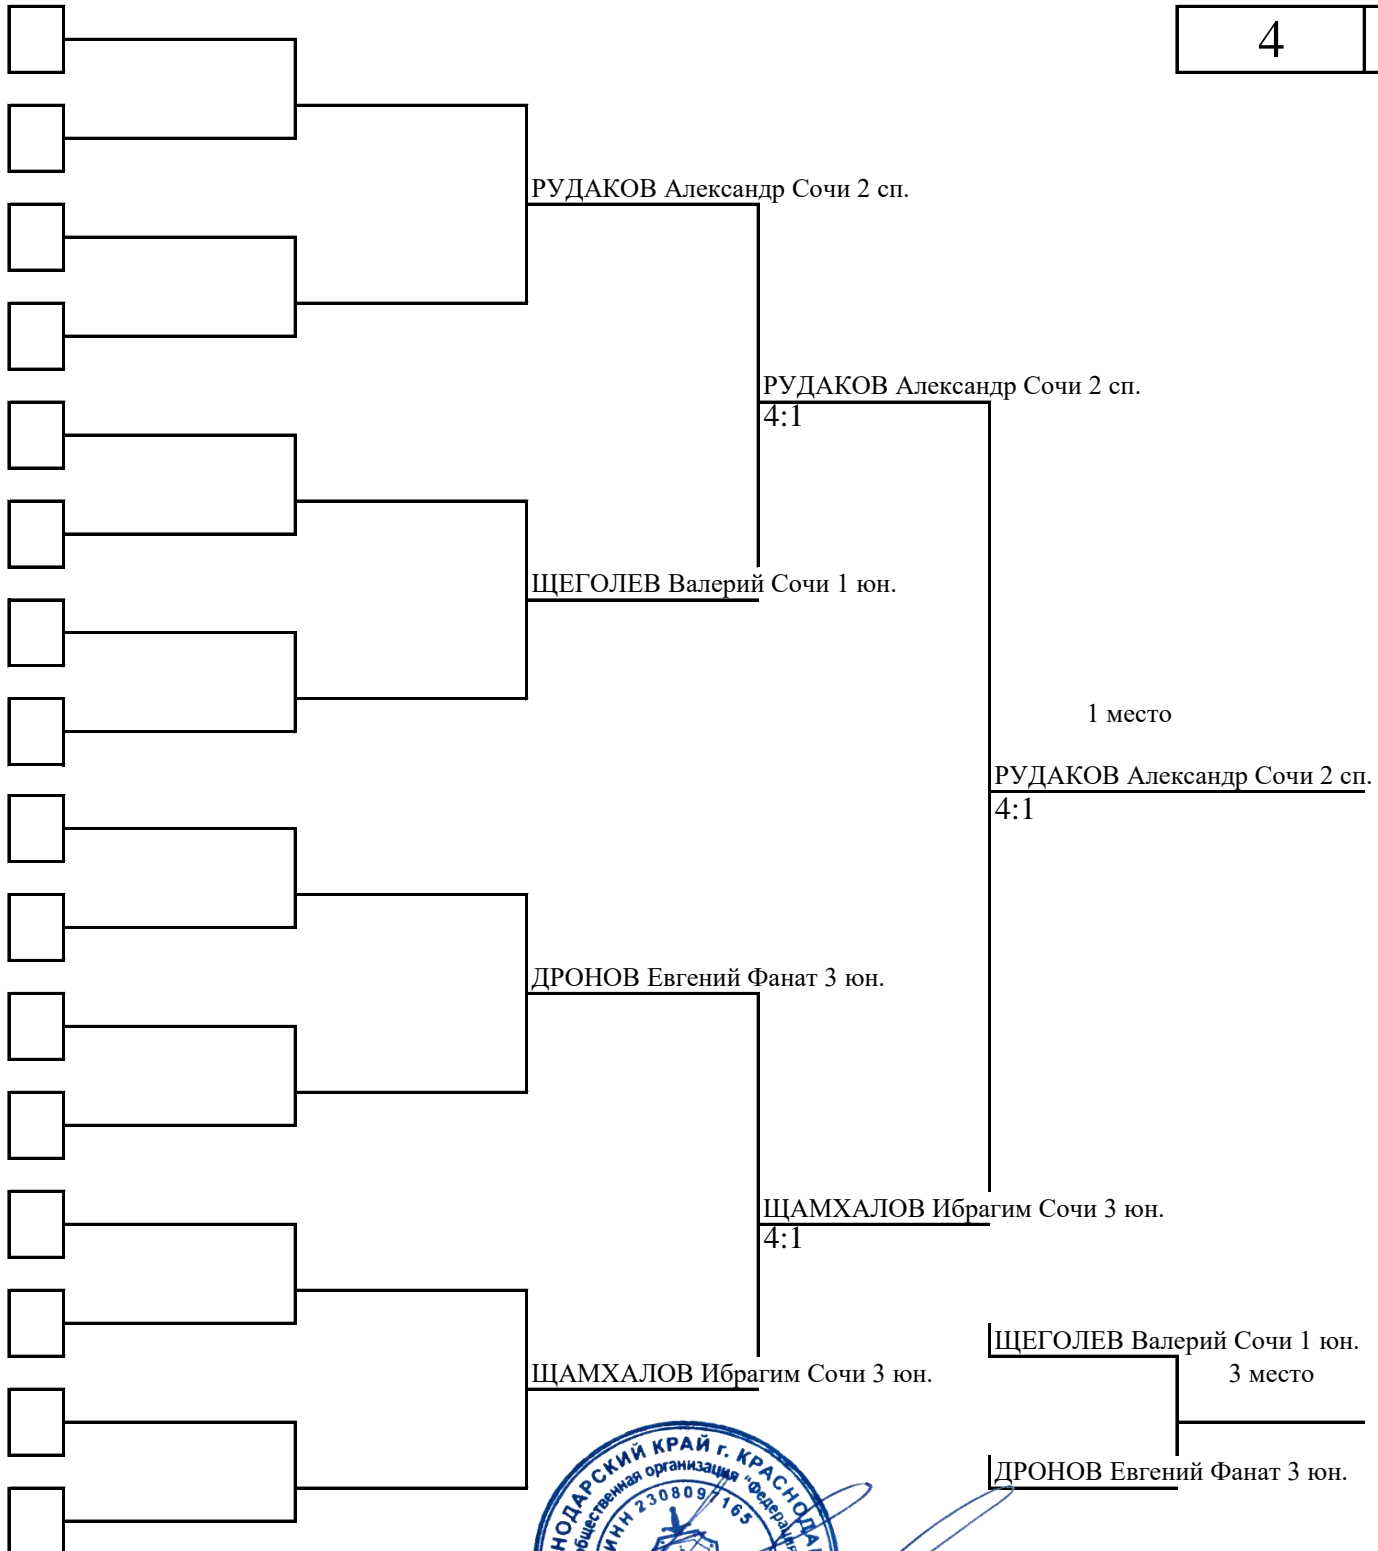 4
РУДАКОВ Александр Сочи 2 сп.
РУДАКОВ Александр Сочи 2 сп.
4:1
ЩЕГОЛЕВ Валерий Сочи 1 юн.
1 место
РУДАКОВ Александр Сочи 2 сп.
4:1
ДРОНОВ Евгений Фанат 3 юн.
ЩАМХАЛОВ Ибрагим Сочи 3 юн.
4:1
ЩЕГОЛЕВ Валерий Сочи 1 юн.
ЩАМХАЛОВ Ибрагим Сочи 3 юн.
3 место
ДРОНОВ Евгений Фанат 3 юн.
КРАЙ г.
организация
ИНН 2308097165